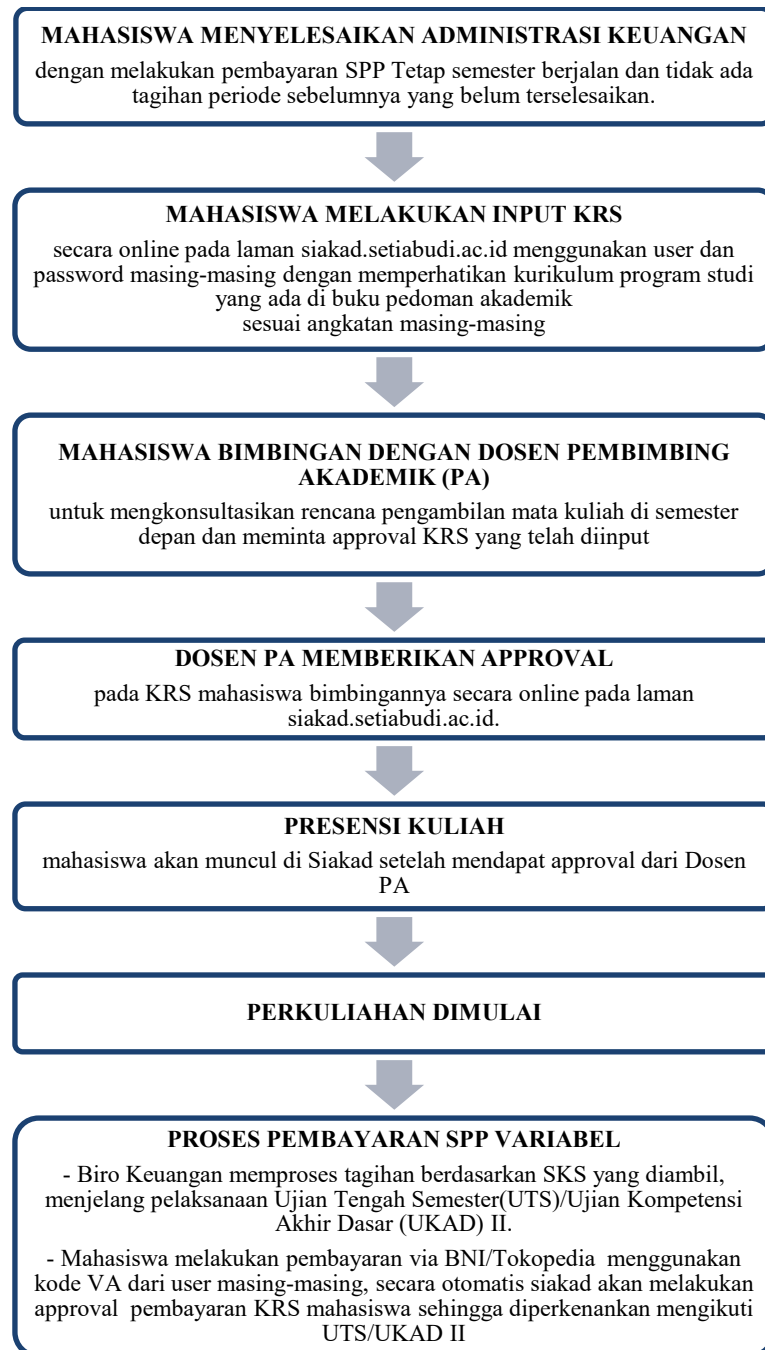 MAHASISWA MENYELESAIKAN ADMINISTRASI KEUANGAN
dengan melakukan pembayaran SPP Tetap semester berjalan dan tidak ada
tagihan periode sebelumnya yang belum terselesaikan.
MAHASISWA MELAKUKAN INPUT KRS
secara online pada laman siakad.setiabudi.ac.id menggunakan user dan
password masing-masing dengan memperhatikan kurikulum program studi
yang ada di buku pedoman akademik
sesuai angkatan masing-masing
MAHASISWA BIMBINGAN DENGAN DOSEN PEMBIMBING
AKADEMIK (PA)
untuk mengkonsultasikan rencana pengambilan mata kuliah di semester
depan dan meminta approval KRS yang telah diinput
DOSEN PA MEMBERIKAN APPROVAL
pada KRS mahasiswa bimbingannya secara online pada laman
siakad.setiabudi.ac.id.
PRESENSI KULIAH
mahasiswa akan muncul di Siakad setelah mendapat approval dari Dosen
PA
PERKULIAHAN DIMULAI
PROSES PEMBAYARAN SPP VARIABEL
- Biro Keuangan memproses tagihan berdasarkan SKS yang diambil,
menjelang pelaksanaan Ujian Tengah Semester(UTS)/Ujian Kompetensi
Akhir Dasar (UKAD) II.
- Mahasiswa melakukan pembayaran via BNI/Tokopedia menggunakan
kode VA dari user masing-masing, secara otomatis siakad akan melakukan
approval pembayaran KRS mahasiswa sehingga diperkenankan mengikuti
UTS/UKAD II